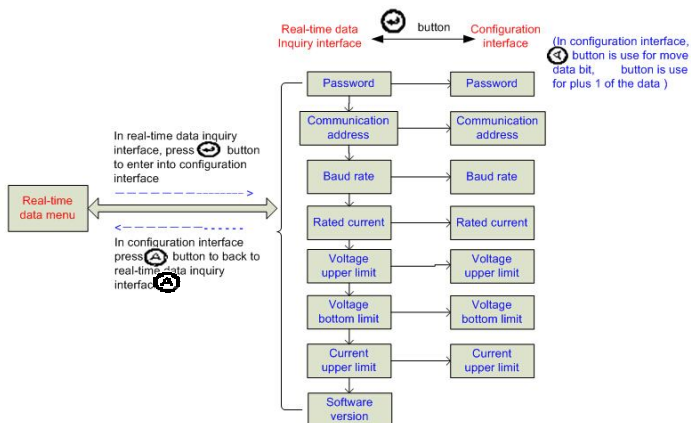 Real-time data
Inquiry interface
button
Configuration
interface
(In configuration interface,
button is use for move
data bit, button is use
for plus 1 of the data )
Password
Password
Communication
address
Communication
address
In real-time data inquiry
interface, press button
to enter into configuration
interface
Baud rate
Baud rate
Real-time
data menu
Rated current
Rated current
In configuration interface
press A button to back to
real-time data inquiry
interface A
Voltage
upper limit
Voltage
upper limit
Voltage
bottom limit
Voltage
bottom limit
Current
upper limit
Current
upper limit
Software
version